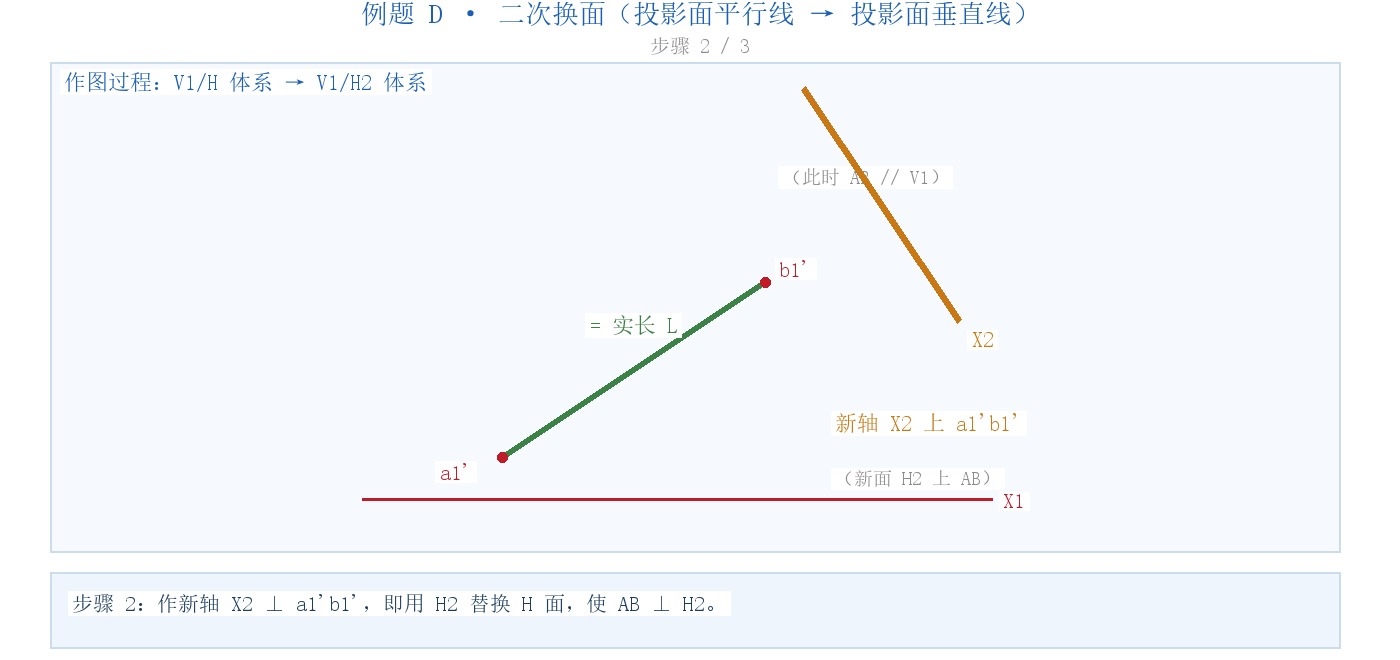 例题 D · 二次换面（投影面平行线 → 投影面垂直线）
步骤 2 / 3
作图过程：V1/H 体系 → V1/H2 体系
（此时 AB // V1）
b1’
= 实长 L
X2
新轴 X2 上 a1’b1’
a1’
（新面 H2 上 AB）
X1
步骤 2：作新轴 X2 ⊥ a1’b1’，即用 H2 替换 H 面，使 AB ⊥ H2。